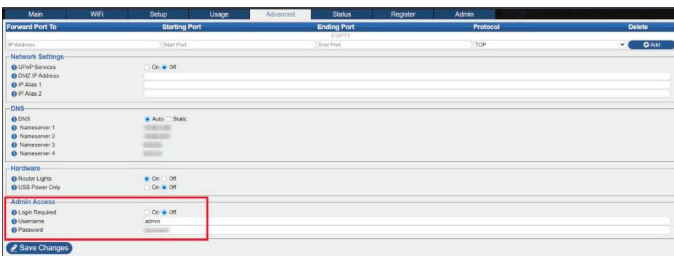 Main WiFi Setup Usage Advanced Status Register Admin
Forward Port To Starting Port Ending Port Protocol Delete
EMPTY
IP Address Start Port End Port TCP Add
Network Settings
UPnP Services On Off
DMZ IP Address
IP Alias 1
IP Alias 2
DNS
DNS Auto Static
Nameserver 1
Nameserver 2
Nameserver 3
Nameserver 4
Hardware
Router Lights On Off
USB Power Only On Off
Admin Access
Login Required On Off
Username admin
Password
Save Changes